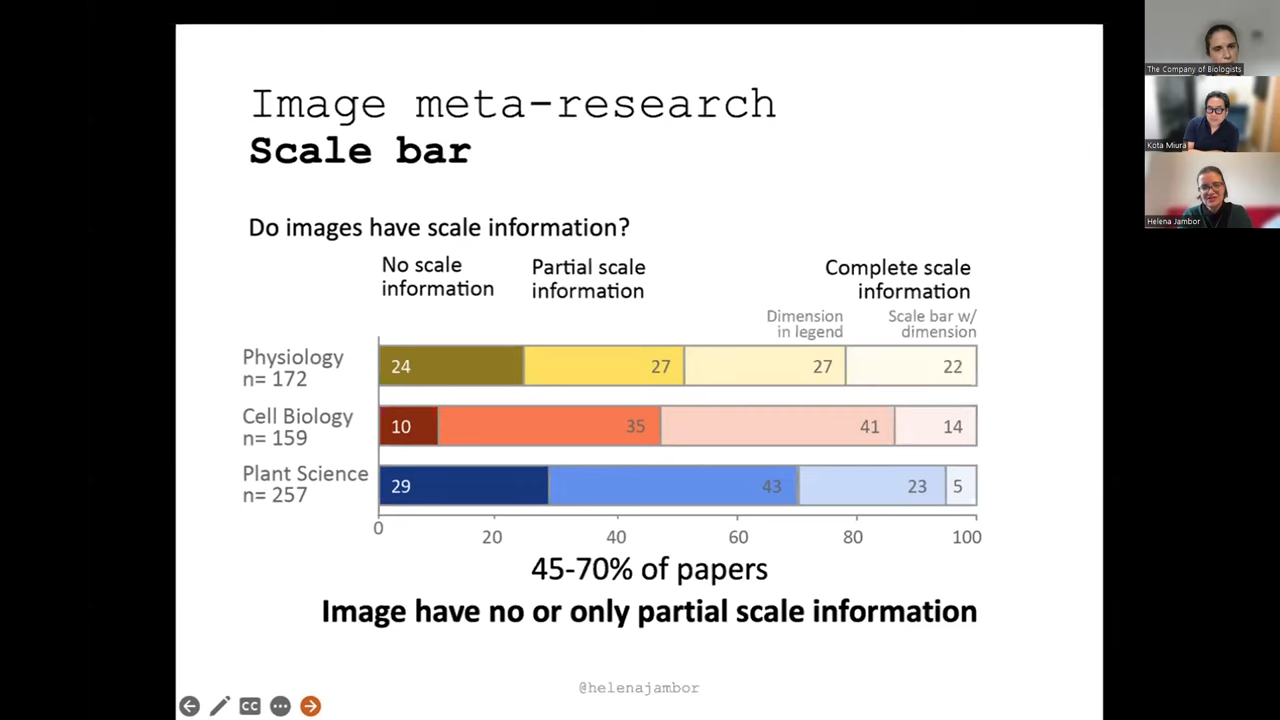 Image meta-research
Scale bar
Do images have scale information?
No scale
information
Partial scale
information
Complete scale
information
Dimension
in legend
Scale bar w/
dimension
Physiology
n= 172
24
27
27
22
Cell Biology
n= 159
10
35
41
14
Plant Science
n= 257
29
43
23
5
0
20
40
60
80
100
45-70% of papers
Image have no or only partial scale information
@helenajambor
CC
The Company of Biologists
Kota Miura
Helena Jambor